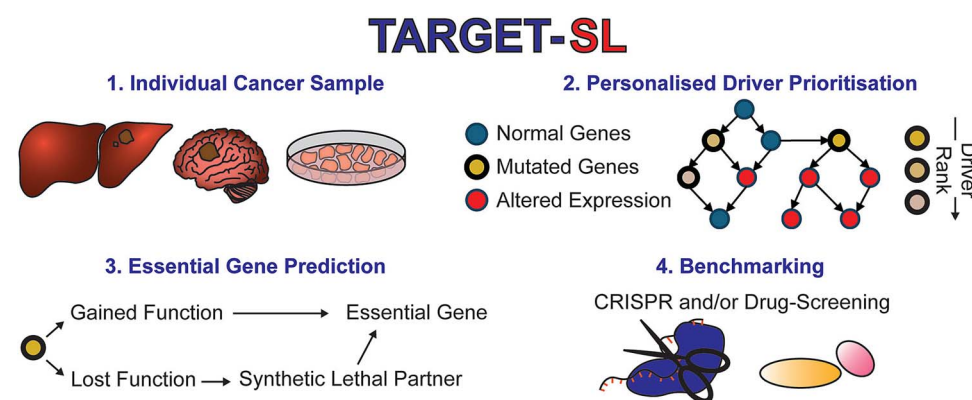 TARGET-SL
1. Individual Cancer Sample
2. Personalised Driver Prioritisation
Normal Genes
Mutated Genes
Altered Expression
Driver
Rank
3. Essential Gene Prediction
Gained Function
Essential Gene
Lost Function
Synthetic Lethal Partner
4. Benchmarking
CRISPR and/or Drug-Screening